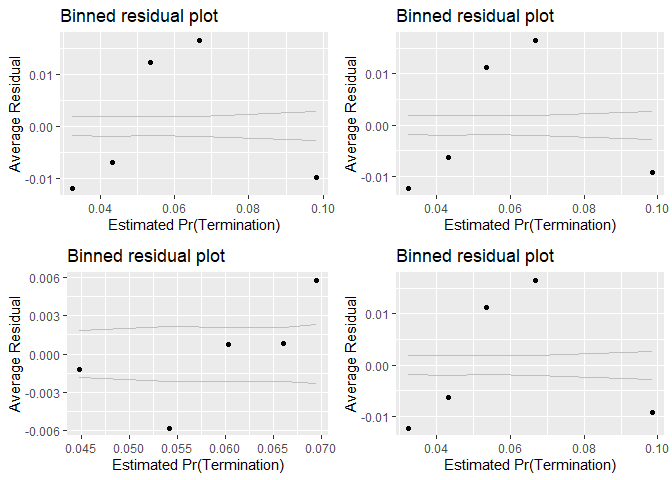 Binned residual plot
Average Residual
0.01
0.00
-0.01
0.04 0.06 0.08 0.10
Estimated Pr(Termination)
Binned residual plot
Average Residual
0.01
0.00
-0.01
0.04 0.06 0.08 0.10
Estimated Pr(Termination)
Binned residual plot
Average Residual
0.006
0.003
0.000
-0.003
-0.006
0.045 0.050 0.055 0.060 0.065 0.070
Estimated Pr(Termination)
Binned residual plot
Average Residual
0.01
0.00
-0.01
0.04 0.06 0.08 0.10
Estimated Pr(Termination)